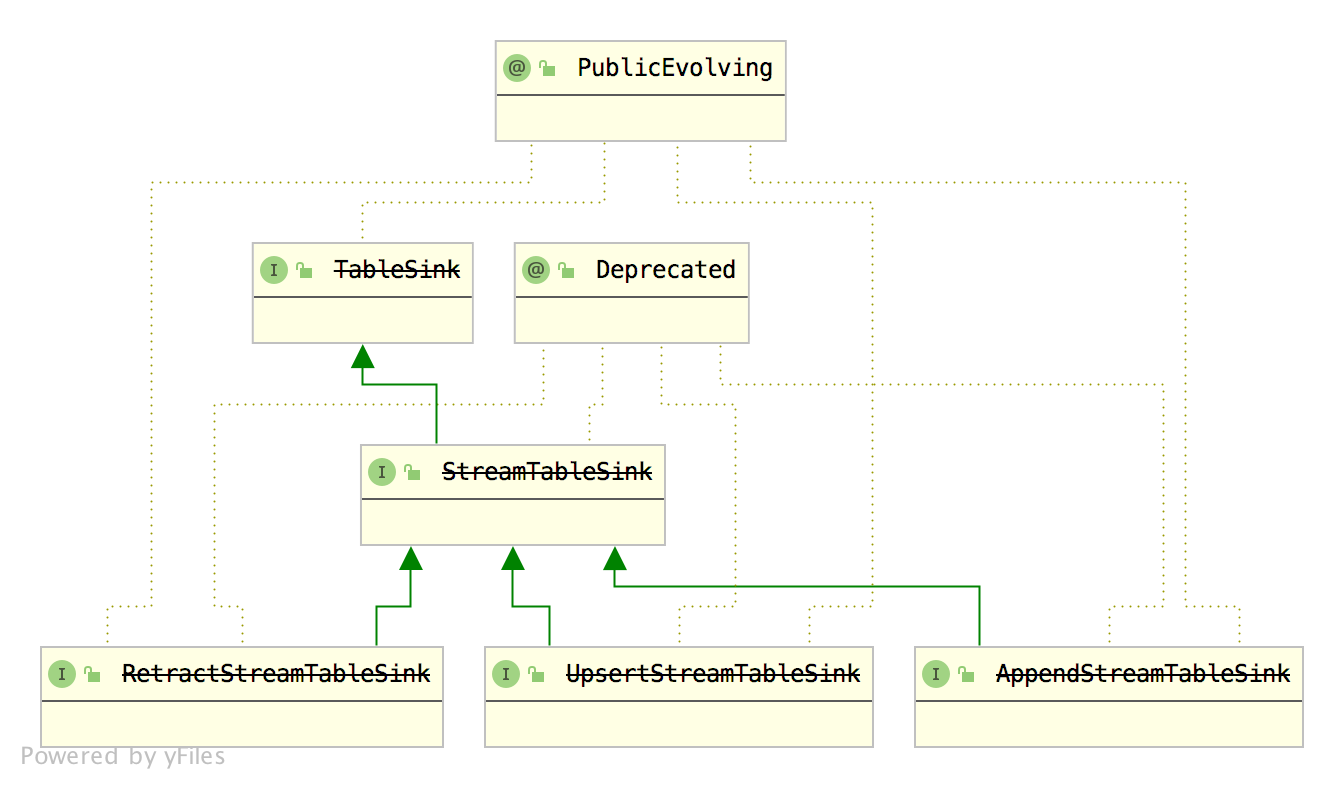 @ PublicEvolving
I TableSink
@ Deprecated
I StreamTableSink
I RetractStreamTableSink
I UpsertStreamTableSink
I AppendStreamTableSink
Powered by yFiles